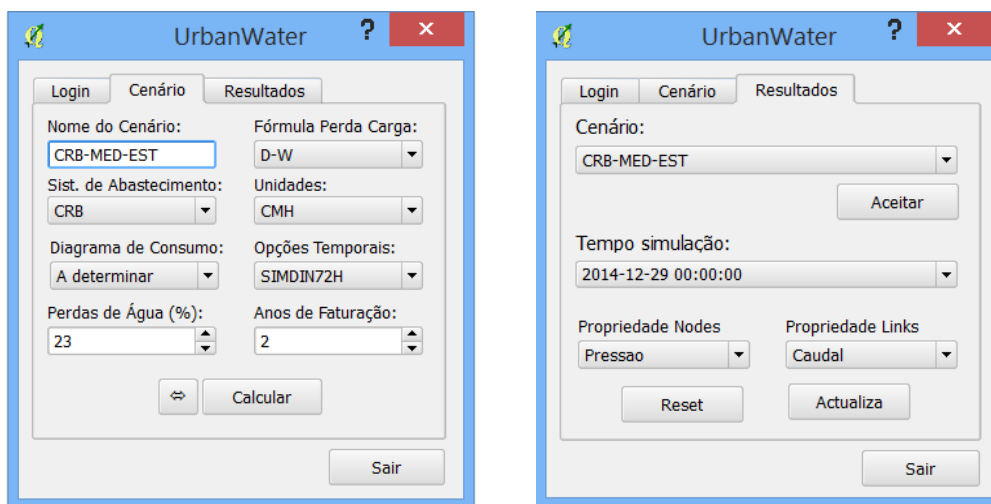 UrbanWater ? ×
Login Cenário Resultados
Nome do Cenário: Fórmula Perda Carga:
CRB-MED-EST D-W
Sist. de Abastecimento: Unidades:
CRB CMH
Diagrama de Consumo: Opções Temporais:
A determinar SIMDIN72H
Perdas de Água (%): Anos de Faturação:
23 2
⇔ Calcular
Sair
UrbanWater ? ×
Login Cenário Resultados
Cenário:
CRB-MED-EST
Aceitar
Tempo simulação:
2014-12-29 00:00:00
Propriedade Nodes Propriedade Links
Pressao Caudal
Reset Actualiza
Sair